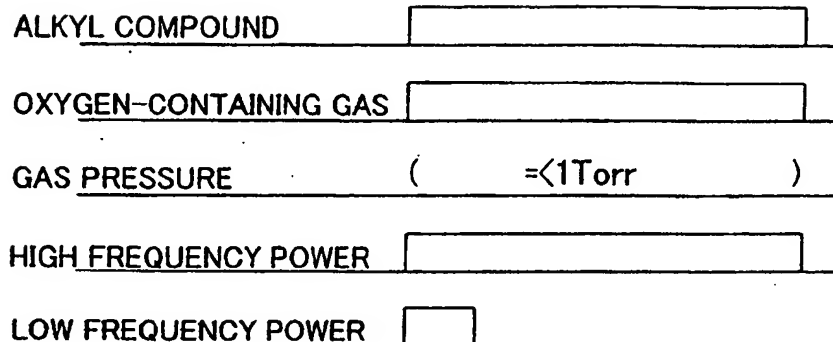 ALKYL COMPOUND
OXYGEN-CONTAINING GAS
GAS PRESSURE ( =<1Torr )
HIGH FREQUENCY POWER
LOW FREQUENCY POWER